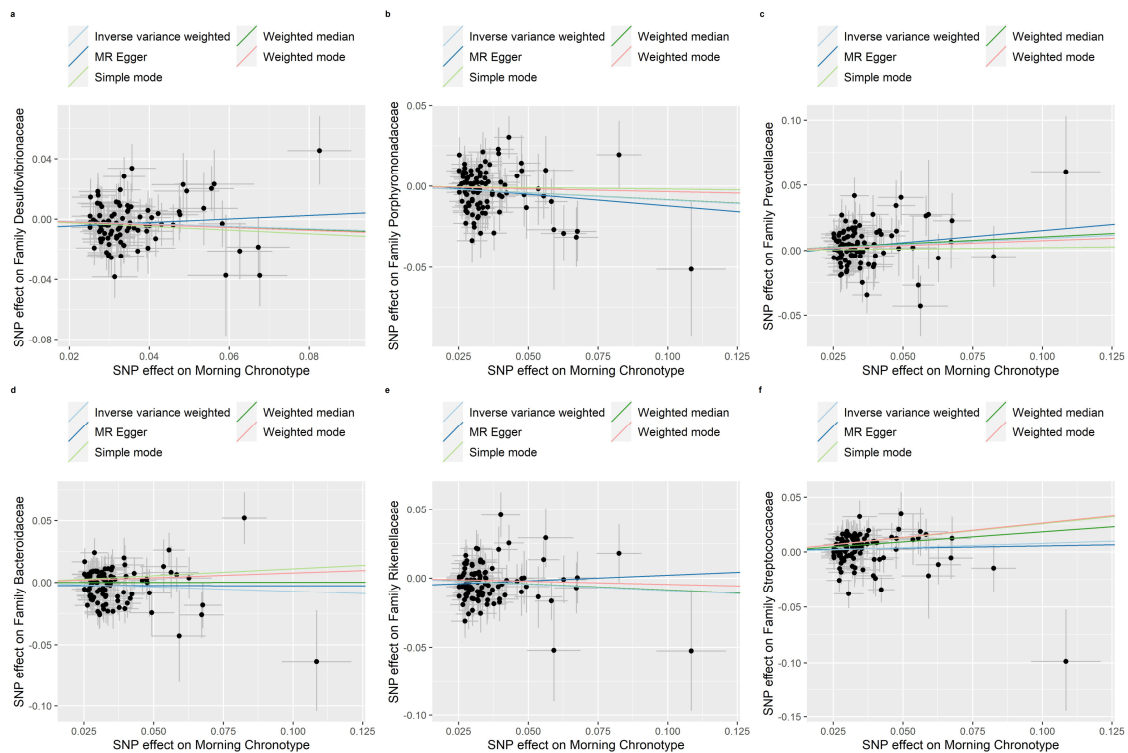 a
Inverse variance weighted
Weighted median
MR Egger
Weighted mode
Simple mode
SNP effect on Family Desulfovibrionaceae
0.04
0.00
-0.04
-0.08
0.02
0.04
0.06
0.08
SNP effect on Morning Chronotype
b
Inverse variance weighted
Weighted median
MR Egger
Weighted mode
Simple mode
SNP effect on Family Porphyromonadaceae
0.05
0.00
-0.05
0.025
0.050
0.075
0.100
0.125
SNP effect on Morning Chronotype
c
Inverse variance weighted
Weighted median
MR Egger
Weighted mode
Simple mode
SNP effect on Family Prevotellaceae
0.10
0.05
0.00
-0.05
0.025
0.050
0.075
0.100
0.125
SNP effect on Morning Chronotype
d
Inverse variance weighted
Weighted median
MR Egger
Weighted mode
Simple mode
SNP effect on Family Bacteroidaceae
0.05
0.00
-0.05
-0.10
0.025
0.050
0.075
0.100
0.125
SNP effect on Morning Chronotype
e
Inverse variance weighted
Weighted median
MR Egger
Weighted mode
Simple mode
SNP effect on Family Rikenellaceae
0.05
0.00
-0.05
-0.10
0.025
0.050
0.075
0.100
0.125
SNP effect on Morning Chronotype
f
Inverse variance weighted
Weighted median
MR Egger
Weighted mode
Simple mode
SNP effect on Family Streptococcaceae
0.05
0.00
-0.05
-0.10
-0.15
0.025
0.050
0.075
0.100
0.125
SNP effect on Morning Chronotype